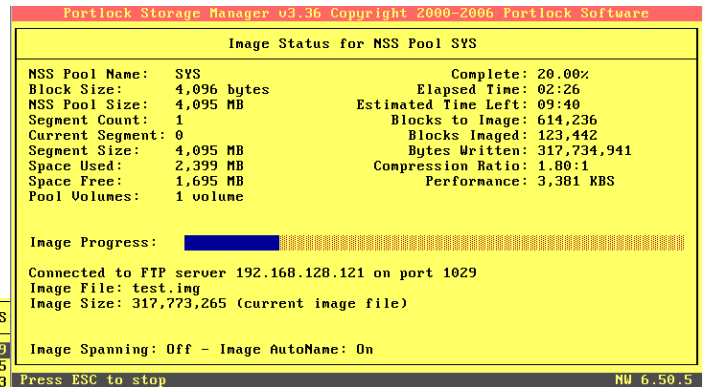 Portlock Storage Manager v3.36 Copyright 2000-2006 Portlock Software
Image Status for NSS Pool SYS
NSS Pool Name: SYS Complete: 20.00%
Block Size: 4,096 bytes Elapsed Time: 02:26
NSS Pool Size: 4,095 MB Estimated Time Left: 09:40
Segment Count: 1 Blocks to Image: 614,236
Current Segment: 0 Blocks Imaged: 123,442
Segment Size: 4,095 MB Bytes Written: 317,734,941
Space Used: 2,399 MB Compression Ratio: 1.80:1
Space Free: 1,695 MB Performance: 3,381 KBS
Pool Volumes: 1 volume
Image Progress:
Connected to FTP server 192.168.128.121 on port 1029
Image File: test.img
Image Size: 317,773,265 (current image file)
S
9
Image Spanning: Off - Image AutoName: On
5
3 Press ESC to stop NW 6.50.5